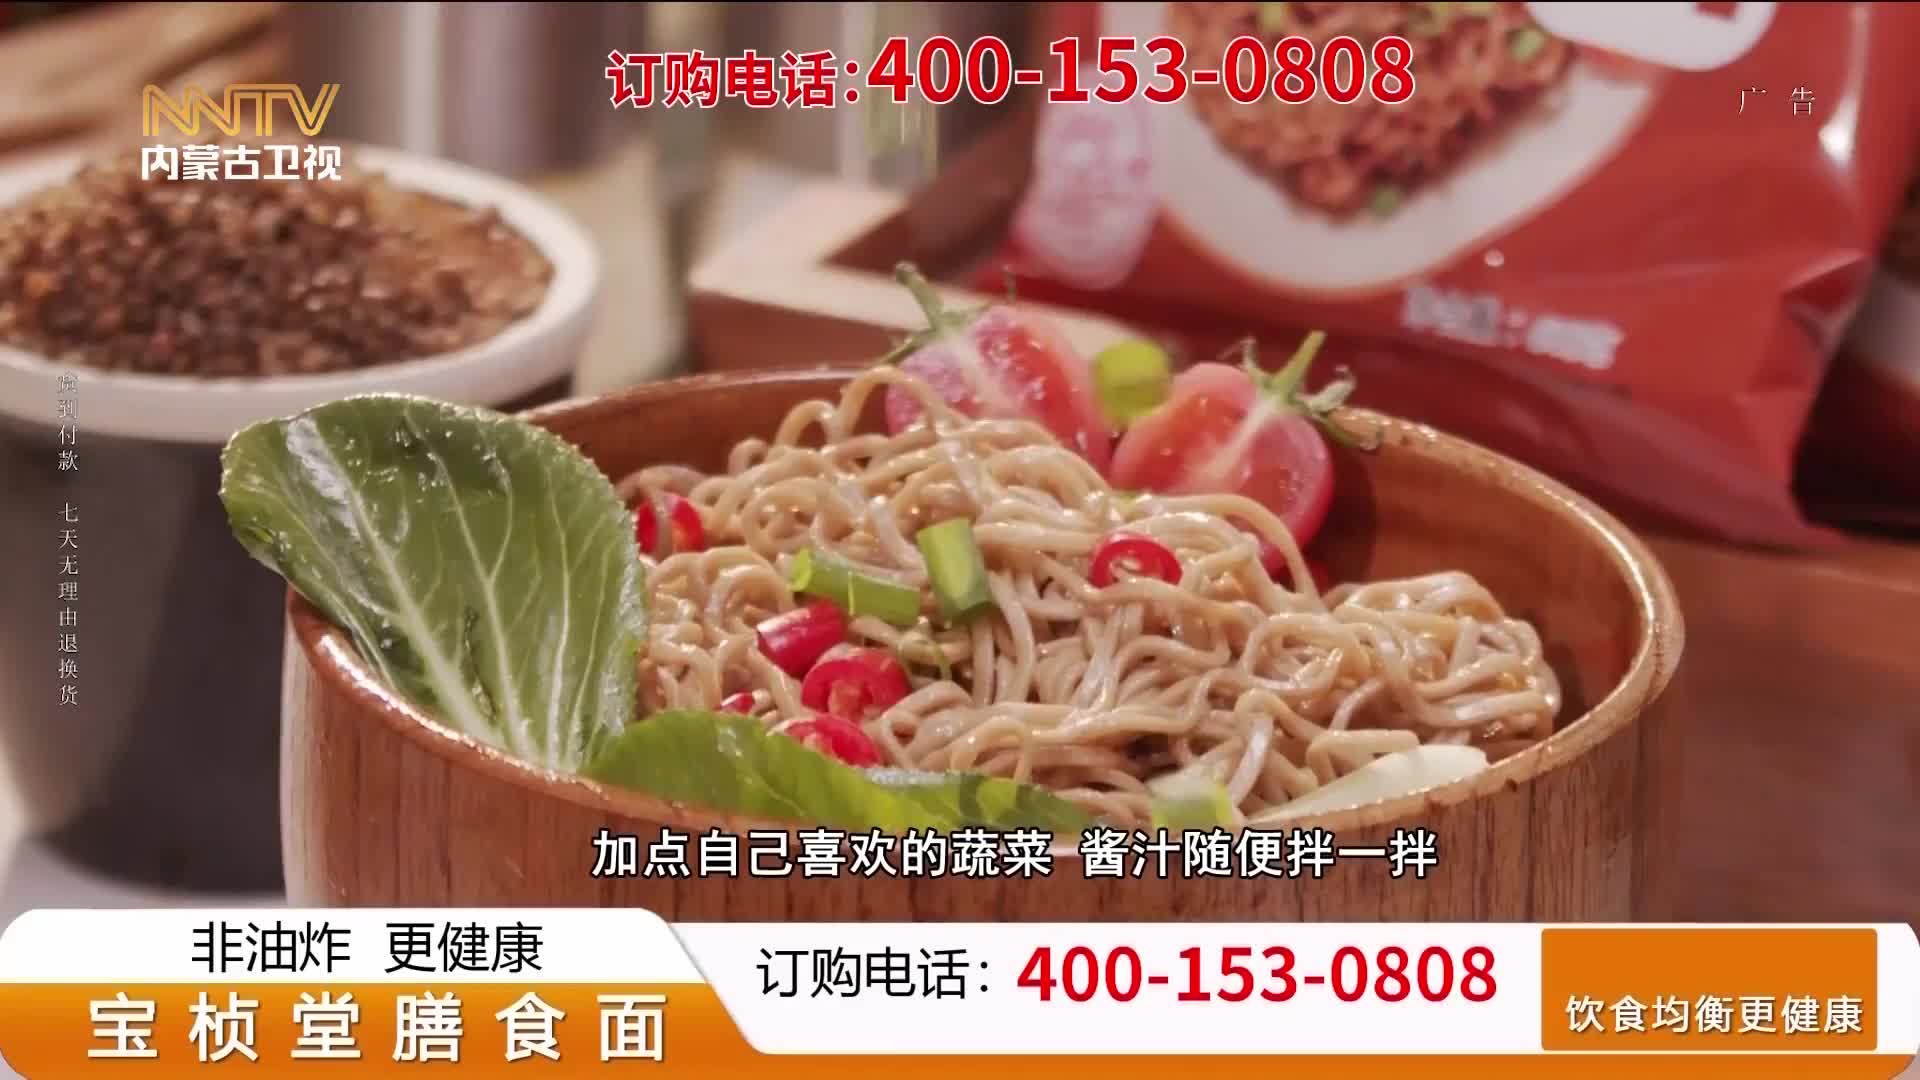 订购电话:400-153-0808
NNTV
内蒙古卫视
广告
货到付款 七天无理由退换货
加点自己喜欢的蔬菜 酱汁随便拌一拌
非油炸 更健康
宝桢堂膳食面
订购电话: 400-153-0808
饮食均衡更健康